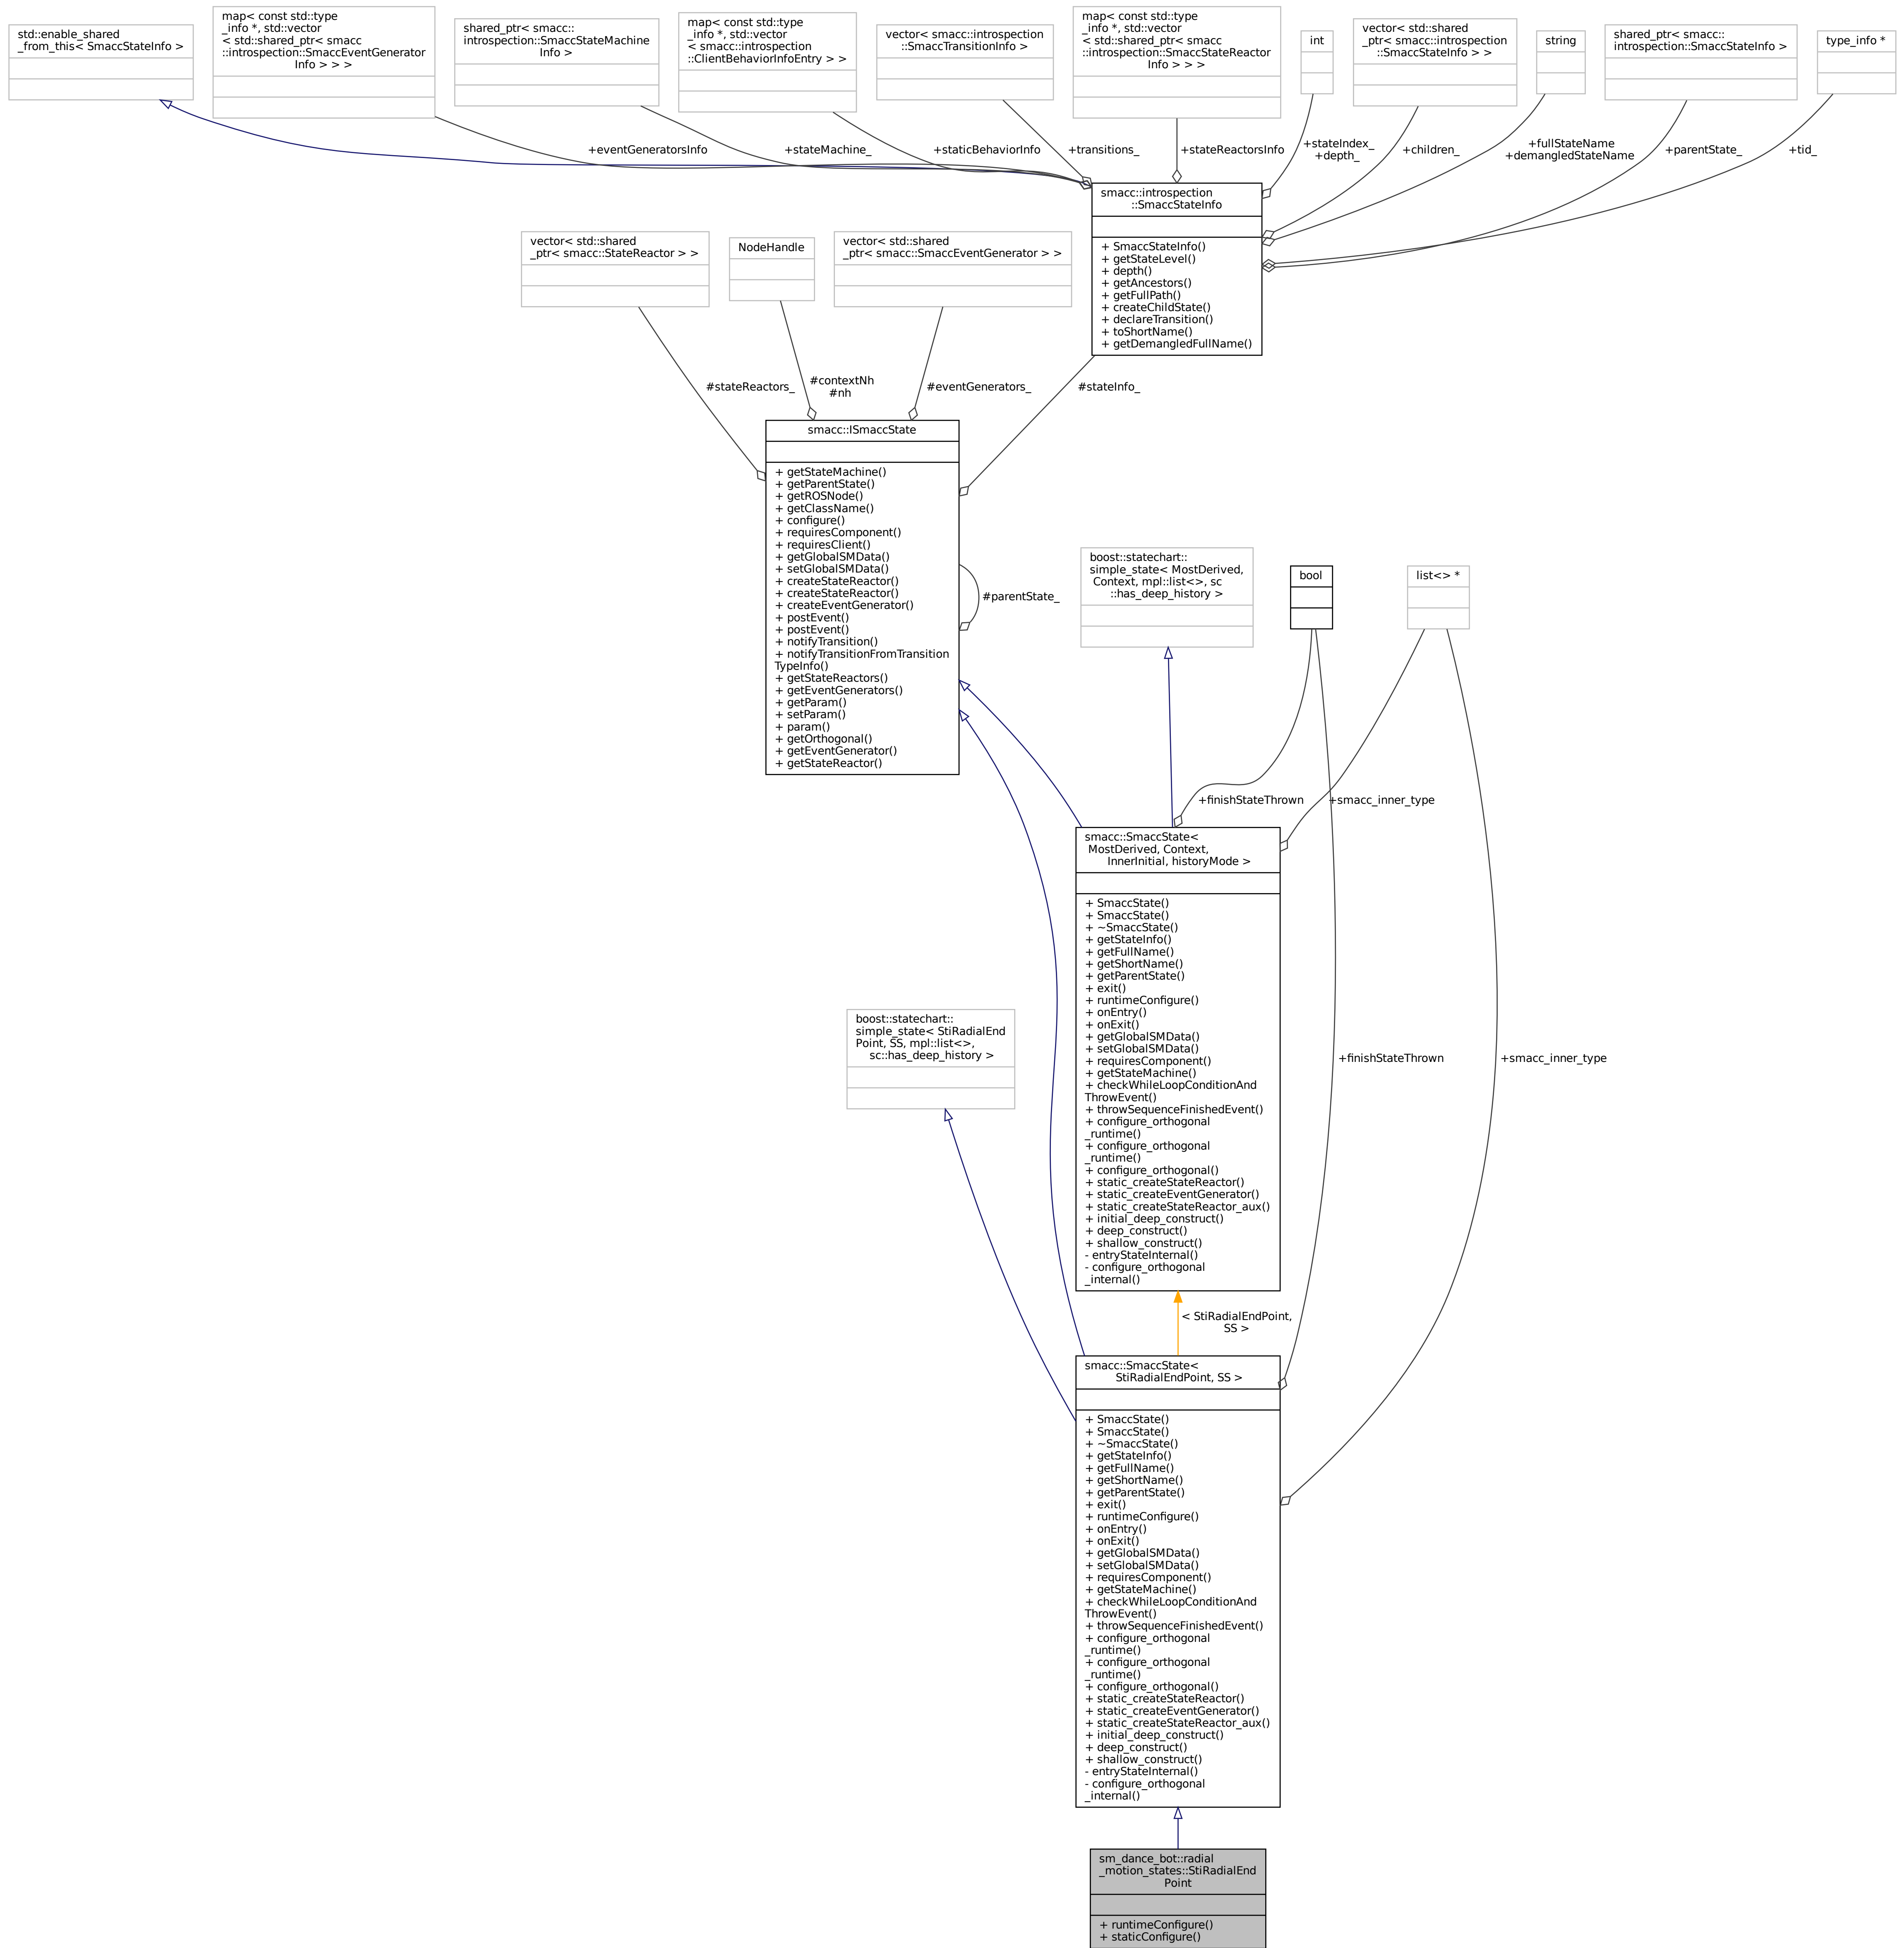 std::enable_shared
_from_this< SmaccStateInfo >
map< const std::type
_info *, std::vector
< std::shared_ptr< smacc
::introspection::SmaccEventGenerator
Info > > >
shared_ptr< smacc::
introspection::SmaccStateMachine
Info >
map< const std::type
_info *, std::vector
< smacc::introspection
::ClientBehaviorInfoEntry > >
vector< smacc::introspection
::SmaccTransitionInfo >
map< const std::type
_info *, std::vector
< std::shared_ptr< smacc
::introspection::SmaccStateReactor
Info > > >
int
vector< std::shared
_ptr< smacc::introspection
::SmaccStateInfo > >
string
shared_ptr< smacc::
introspection::SmaccStateInfo >
type_info *
+eventGeneratorsInfo
+stateMachine_
+staticBehaviorInfo
+transitions_
+stateReactorsInfo
+stateIndex_
+depth_
+children_
+fullStateName
+demangledStateName
+parentState_
+tid_
smacc::introspection
::SmaccStateInfo
+ SmaccStateInfo()
+ getStateLevel()
+ depth()
+ getAncestors()
+ getFullPath()
+ createChildState()
+ declareTransition()
+ toShortName()
+ getDemangledFullName()
vector< std::shared
_ptr< smacc::StateReactor > >
NodeHandle
vector< std::shared
_ptr< smacc::SmaccEventGenerator > >
#stateReactors_
#contextNh
#nh
#eventGenerators_
#stateInfo_
smacc::ISmaccState
+ getStateMachine()
+ getParentState()
+ getROSNode()
+ getClassName()
+ configure()
+ requiresComponent()
+ requiresClient()
+ getGlobalSMData()
+ setGlobalSMData()
+ createStateReactor()
+ createStateReactor()
+ createEventGenerator()
+ postEvent()
+ postEvent()
+ notifyTransition()
+ notifyTransitionFromTransition
TypeInfo()
+ getStateReactors()
+ getEventGenerators()
+ getParam()
+ setParam()
+ param()
+ getOrthogonal()
+ getEventGenerator()
+ getStateReactor()
#parentState_
boost::statechart::
simple_state< MostDerived,
Context, mpl::list<>, sc
::has_deep_history >
bool
list<> *
+finishStateThrown
+smacc_inner_type
smacc::SmaccState<
MostDerived, Context,
InnerInitial, historyMode >
+ SmaccState()
+ SmaccState()
+ ~SmaccState()
+ getStateInfo()
+ getFullName()
+ getShortName()
+ getParentState()
+ exit()
+ runtimeConfigure()
+ onEntry()
+ onExit()
+ getGlobalSMData()
+ setGlobalSMData()
+ requiresComponent()
+ getStateMachine()
+ checkWhileLoopConditionAnd
ThrowEvent()
+ throwSequenceFinishedEvent()
+ configure_orthogonal
_runtime()
+ configure_orthogonal
_runtime()
+ configure_orthogonal()
+ static_createStateReactor()
+ static_createEventGenerator()
+ static_createStateReactor_aux()
+ initial_deep_construct()
+ deep_construct()
+ shallow_construct()
- entryStateInternal()
- configure_orthogonal
_internal()
boost::statechart::
simple_state< StiRadialEnd
Point, SS, mpl::list<>,
sc::has_deep_history >
+finishStateThrown
+smacc_inner_type
< StiRadialEndPoint,
SS >
smacc::SmaccState<
StiRadialEndPoint, SS >
+ SmaccState()
+ SmaccState()
+ ~SmaccState()
+ getStateInfo()
+ getFullName()
+ getShortName()
+ getParentState()
+ exit()
+ runtimeConfigure()
+ onEntry()
+ onExit()
+ getGlobalSMData()
+ setGlobalSMData()
+ requiresComponent()
+ getStateMachine()
+ checkWhileLoopConditionAnd
ThrowEvent()
+ throwSequenceFinishedEvent()
+ configure_orthogonal
_runtime()
+ configure_orthogonal
_runtime()
+ configure_orthogonal()
+ static_createStateReactor()
+ static_createEventGenerator()
+ static_createStateReactor_aux()
+ initial_deep_construct()
+ deep_construct()
+ shallow_construct()
- entryStateInternal()
- configure_orthogonal
_internal()
sm_dance_bot::radial
_motion_states::StiRadialEnd
Point
+ runtimeConfigure()
+ staticConfigure()